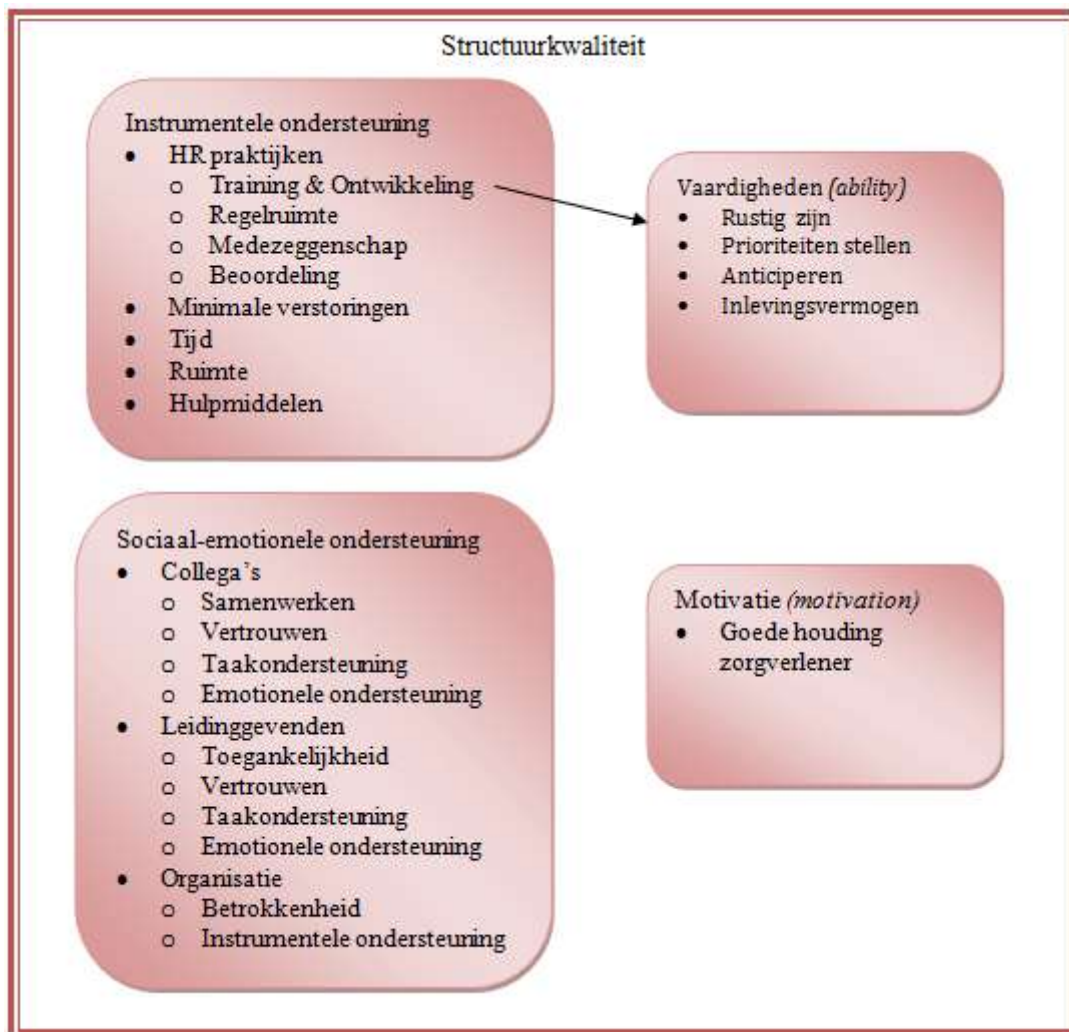 Structuurkwaliteit
Instrumentele ondersteuning
• HR praktijken
o Training & Ontwikkeling
o Regelruimte
o Medezeggenschap
o Beoordeling
• Minimale verstoringen
• Tijd
• Ruimte
• Hulpmiddelen
Vaardigheden (ability)
• Rustig zijn
• Prioriteiten stellen
• Anticiperen
• Inlevingsvermogen
Sociaal-emotionele ondersteuning
• Collega’s
o Samenwerken
o Vertrouwen
o Taakondersteuning
o Emotionele ondersteuning
• Leidinggevenden
o Toegankelijkheid
o Vertrouwen
o Taakondersteuning
o Emotionele ondersteuning
• Organisatie
o Betrokkenheid
o Instrumentele ondersteuning
Motivatie (motivation)
• Goede houding
zorgverlener